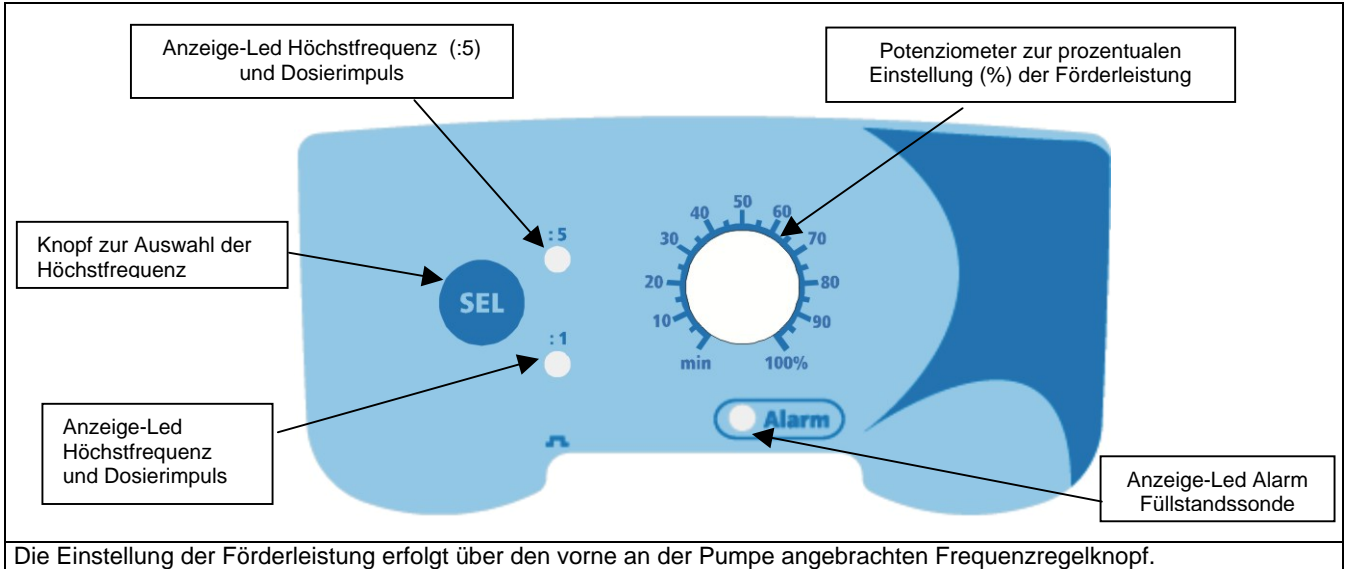 Anzeige-Led Höchstfrequenz (:5)
und Dosierimpuls
Potenziometer zur prozentualen
Einstellung (%) der Förderleistung
Knopf zur Auswahl der
Höchstfrequenz
:5
SEL
:1
50
40
60
30
70
20
80
10
90
min
100%
Alarm
Anzeige-Led
Höchstfrequenz
und Dosierimpuls
Anzeige-Led Alarm
Füllstandssonde
Die Einstellung der Förderleistung erfolgt über den vorne an der Pumpe angebrachten Frequenzregelknopf.